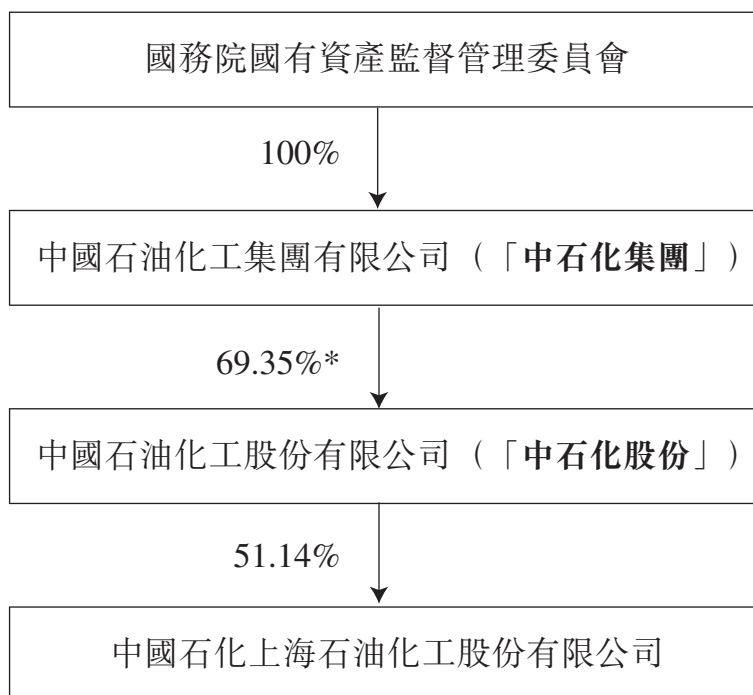 國務院國有資產監督管理委員會
100%
中國石油化工集團有限公司（「中石化集團」）
69.35%*
中國石油化工股份有限公司（「中石化股份」）
51.14%
中國石化上海石油化工股份有限公司